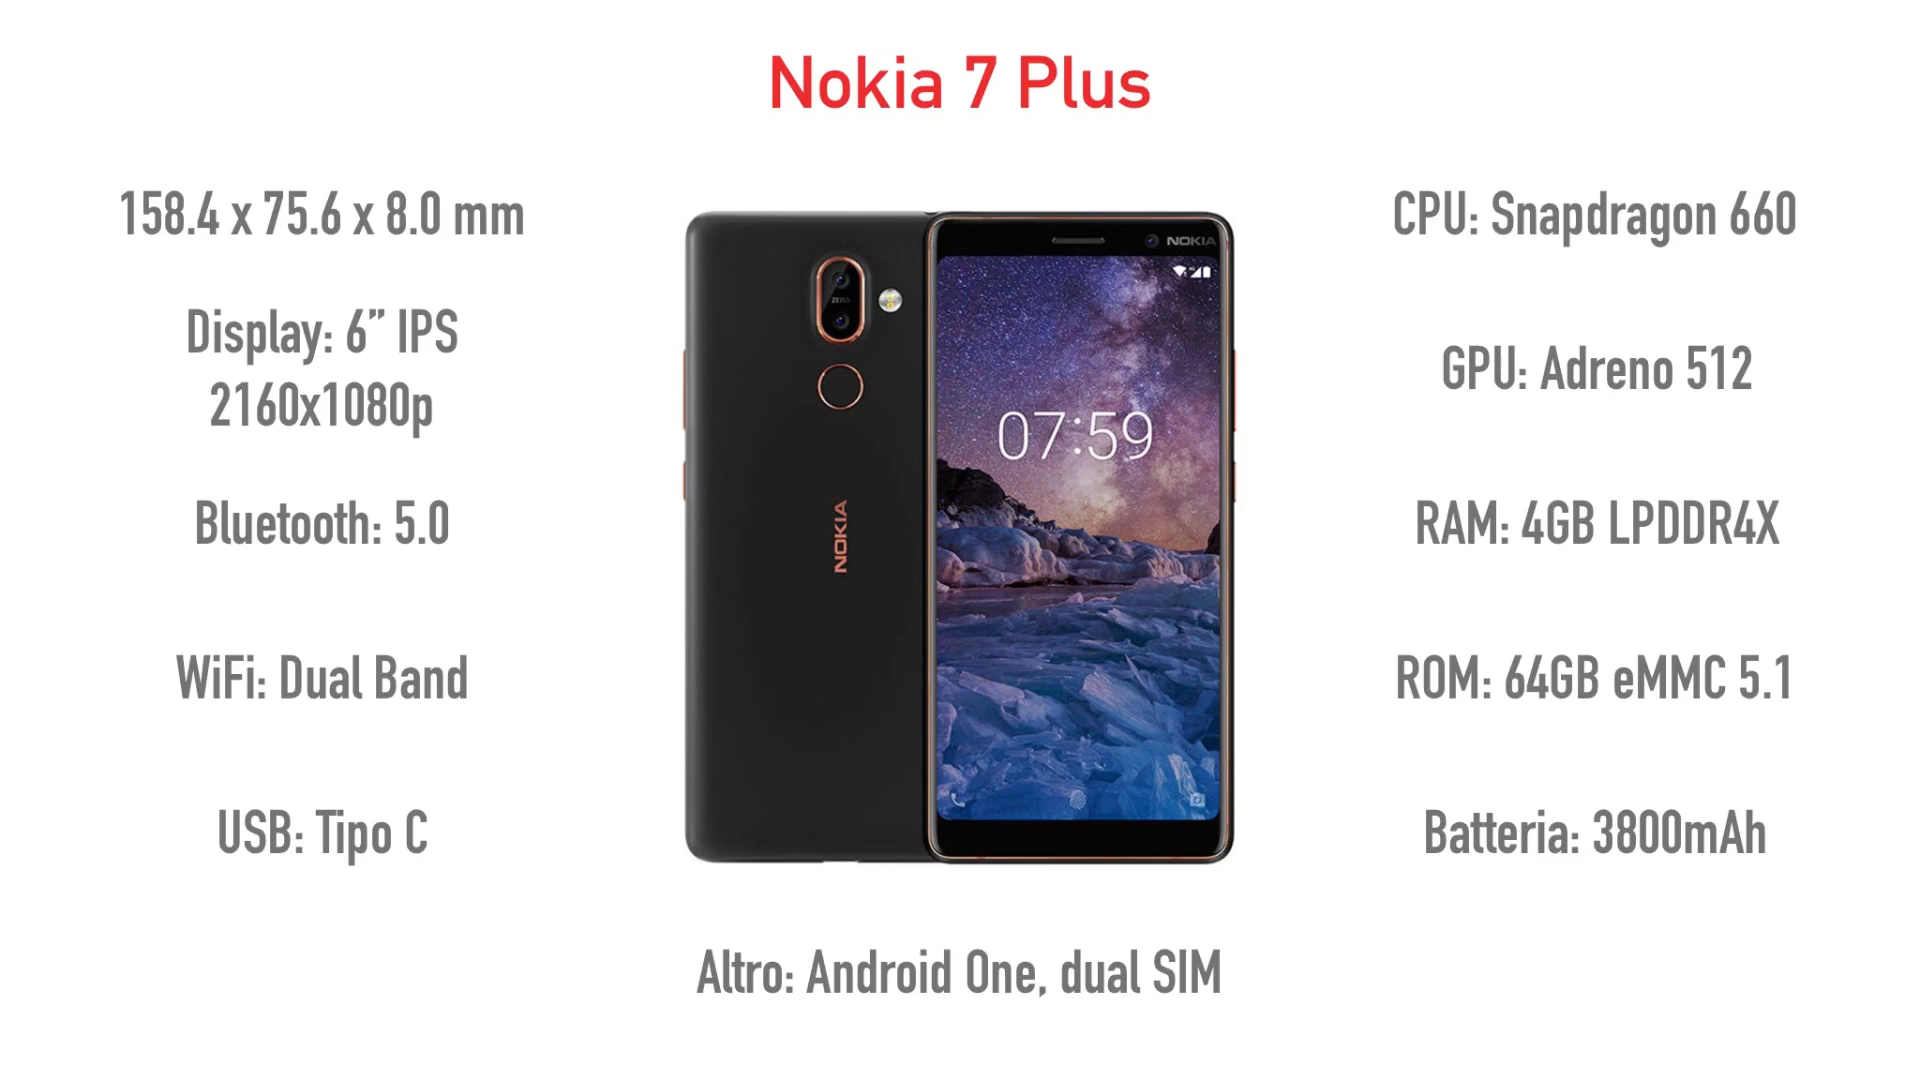 Nokia 7 Plus
158.4 x 75.6 x 8.0 mm
Display: 6” IPS
2160x1080p
Bluetooth: 5.0
WiFi: Dual Band
USB: Tipo C
ZEISS
NOKIA
NOKIA
07:59
CPU: Snapdragon 660
GPU: Adreno 512
RAM: 4GB LPDDR4X
ROM: 64GB eMMC 5.1
Batteria: 3800mAh
Altro: Android One, dual SIM